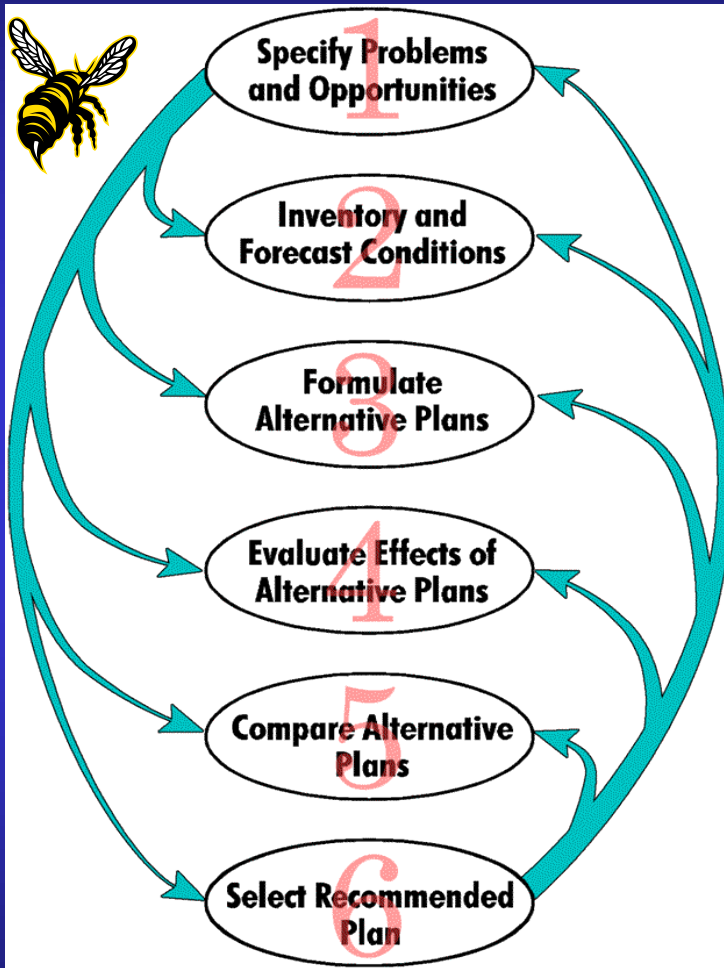 1
Specify Problems
and Opportunities
2
Inventory and
Forecast Conditions
3
Formulate
Alternative Plans
4
Evaluate Effects of
Alternative Plans
5
Compare Alternative
Plans
6
Select Recommended
Plan